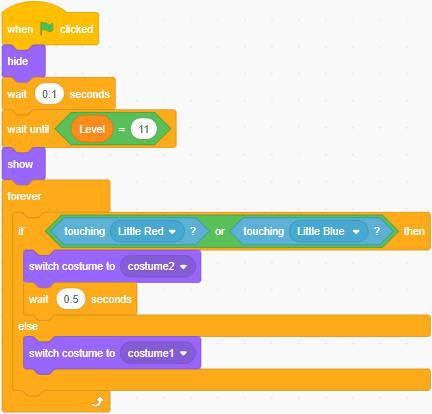 when clicked
hide
wait 0.1 seconds
wait until Level = 11
show
forever
if touching Little Red ? or touching Little Blue ? then
switch costume to costume2
wait 0.5 seconds
else
switch costume to costume1